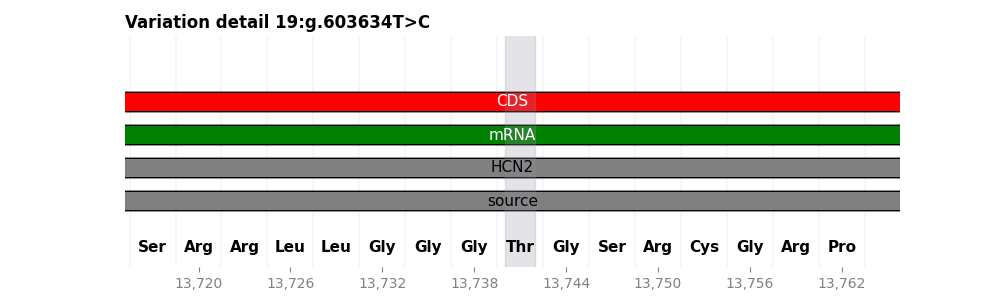 Variation detail 19:g.603634T>C
CDS
mRNA
HCN2
source
Ser Arg Arg Leu Leu Gly Gly Gly Thr Gly Ser Arg Cys Gly Arg Pro
13,720 13,726 13,732 13,738 13,744 13,750 13,756 13,762